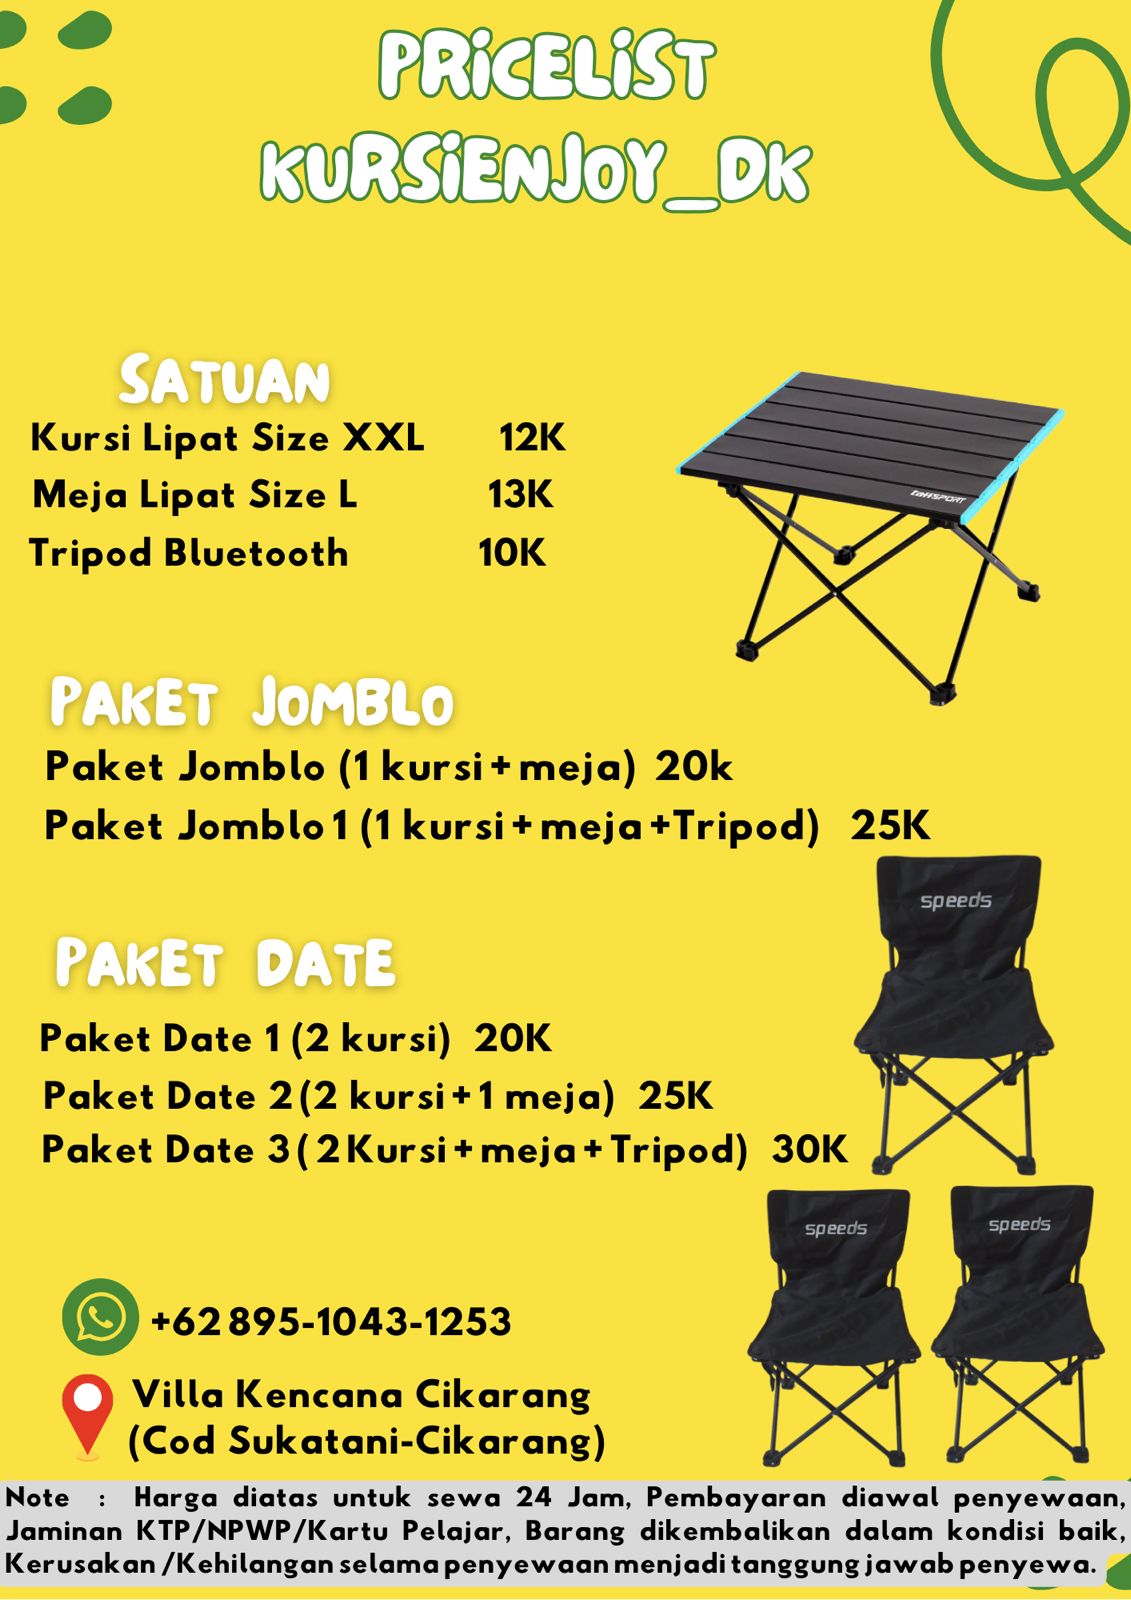 PRICELIST
KURSIENJOY_DK
SATUAN
Kursi Lipat Size XXL 12K
Meja Lipat Size L 13K
Tripod Bluetooth 10K
tanSPORT
PAKET JOMBLO
Paket Jomblo (1 kursi + meja) 20k
Paket Jomblo 1 (1 kursi + meja +Tripod) 25K
speeds
PAKET DATE
Paket Date 1 (2 kursi) 20K
Paket Date 2 (2 kursi + 1 meja) 25K
Paket Date 3 ( 2 Kursi + meja + Tripod) 30K
speeds
speeds
+62 895-1043-1253
Villa Kencana Cikarang
(Cod Sukatani-Cikarang)
Note : Harga diatas untuk sewa 24 Jam, Pembayaran diawal penyewaan,
Jaminan KTP/NPWP/Kartu Pelajar, Barang dikembalikan dalam kondisi baik,
Kerusakan /Kehilangan selama penyewaan menjadi tanggung jawab penyewa.